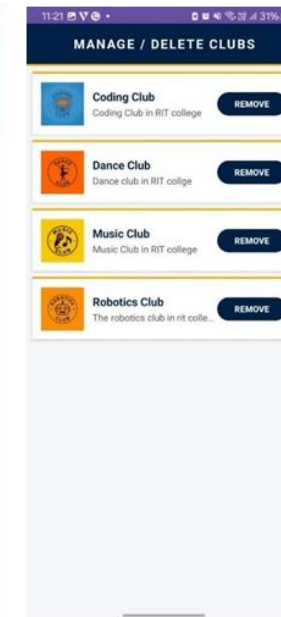 11:21
31%
MANAGE / DELETE CLUBS
Coding Club
Coding Club in RIT college
REMOVE
Dance Club
Dance club in RIT collge
REMOVE
Music Club
Music Club in RIT college
REMOVE
Robotics Club
The robotics club in rit colle...
REMOVE